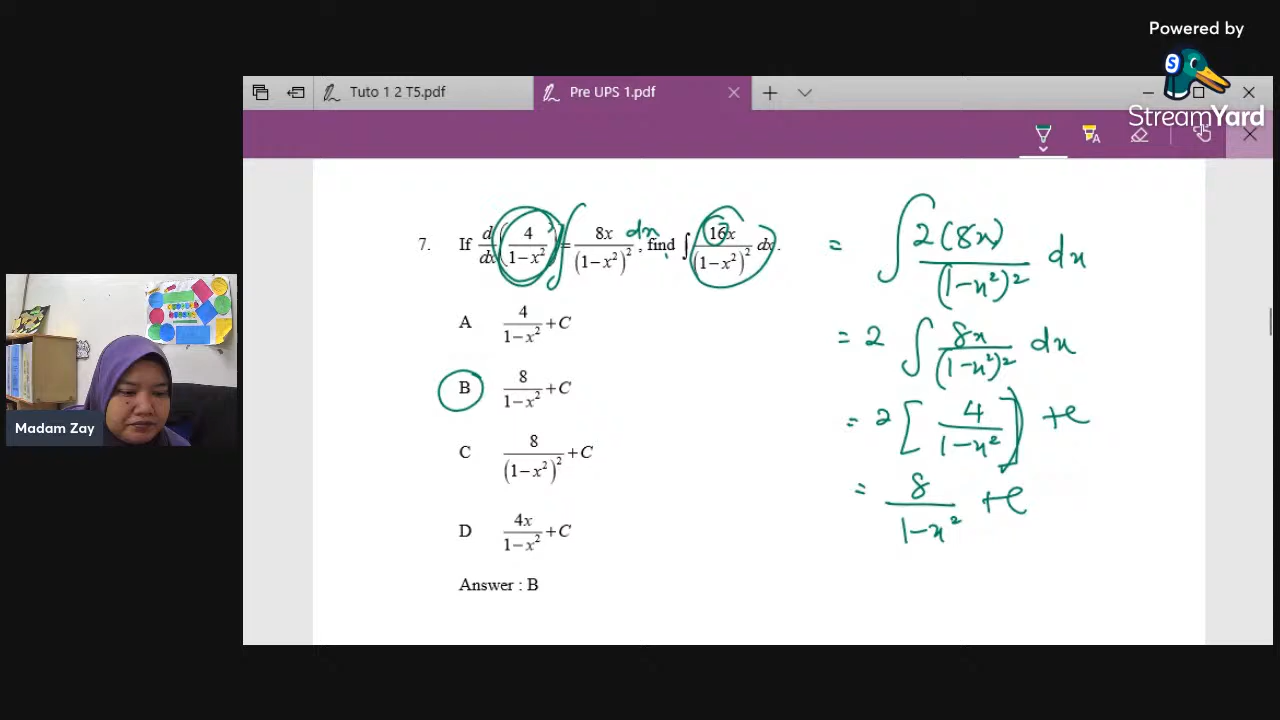 Powered by
StreamYard
Tuto 1 2 T5.pdf
Pre UPS 1.pdf
7. If d/dx (4/(1−x²)) = ∫ 8x/(1−x²)² dx, find ∫ 16x/(1−x²)² dx.
A 4/(1−x²) + C
B 8/(1−x²) + C
C 8/(1−x²)² + C
D 4x/(1−x²) + C
Answer : B
= ∫ 2(8x)/(1−x²)² dx
= 2 ∫ 8x/(1−x²)² dx
= 2 [4/(1−x²)] + c
= 8/(1−x²) + c
Madam Zay